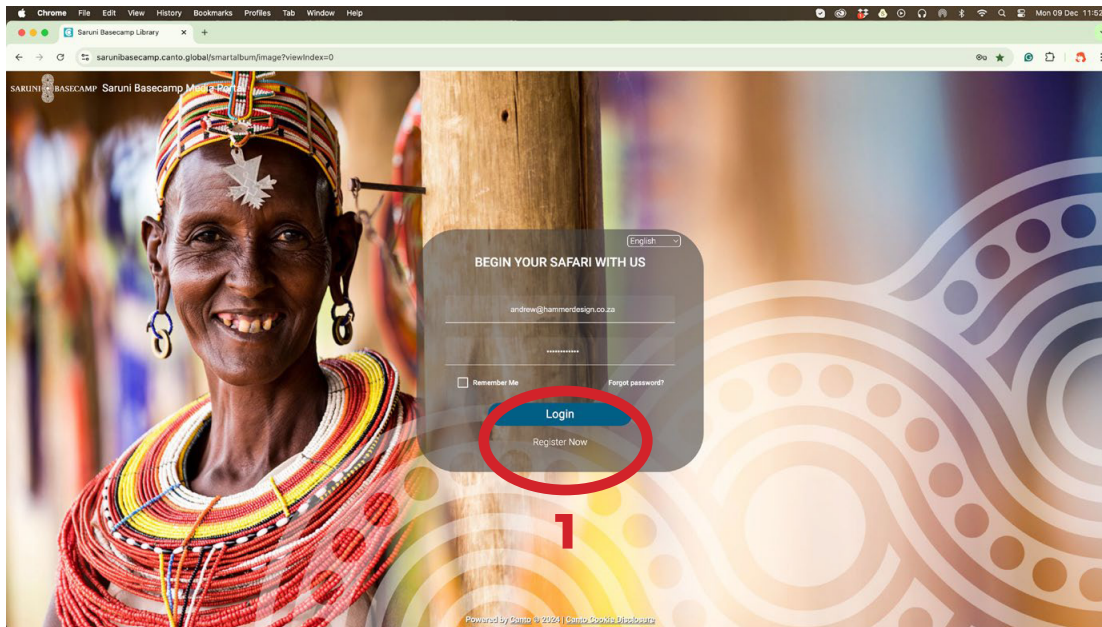 Chrome File Edit View History Bookmarks Profiles Tab Window Help Mon 09 Dec 11:52
Saruni Basecamp Library
sarunibasecamp.canto.global/smartalbum/image?viewIndex=0
SARUNI BASECAMP Saruni Basecamp Media Portal
English
BEGIN YOUR SAFARI WITH US
andrew@hammerdesign.co.za
Remember Me Forgot password?
Login
Register Now
1
Powered by Canto © 2024 | Canto Cookie Disclosure